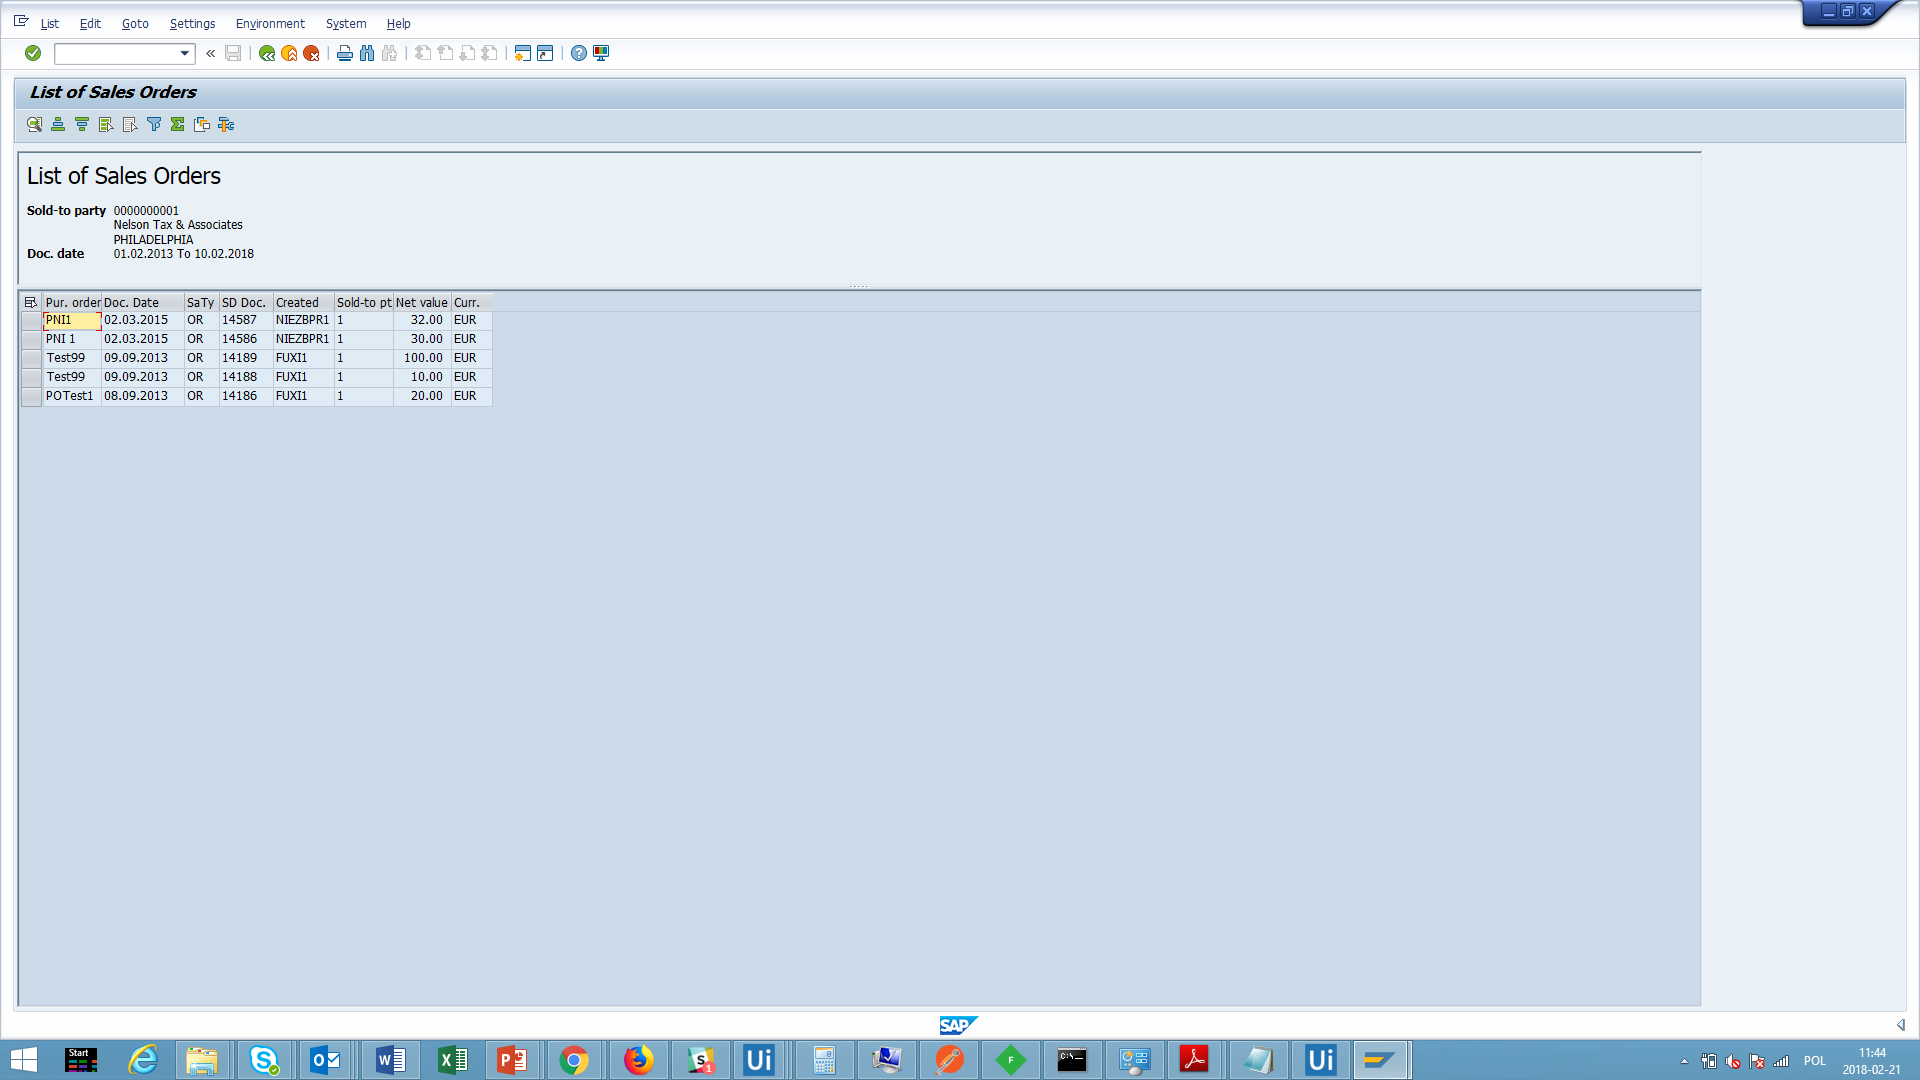 List Edit Goto Settings Environment System Help
List of Sales Orders
List of Sales Orders
Sold-to party 0000000001
Nelson Tax & Associates
PHILADELPHIA
Doc. date 01.02.2013 To 10.02.2018
Pur. order Doc. Date SaTy SD Doc. Created Sold-to pt Net value Curr.
PNI1 02.03.2015 OR 14587 NIEZBPR1 1 32.00 EUR
PNI 1 02.03.2015 OR 14586 NIEZBPR1 1 30.00 EUR
Test99 09.09.2013 OR 14189 FUXI1 1 100.00 EUR
Test99 09.09.2013 OR 14188 FUXI1 1 10.00 EUR
POTest1 08.09.2013 OR 14186 FUXI1 1 20.00 EUR
SAP
Start
Ui
Ui
POL
11:44
2018-02-21